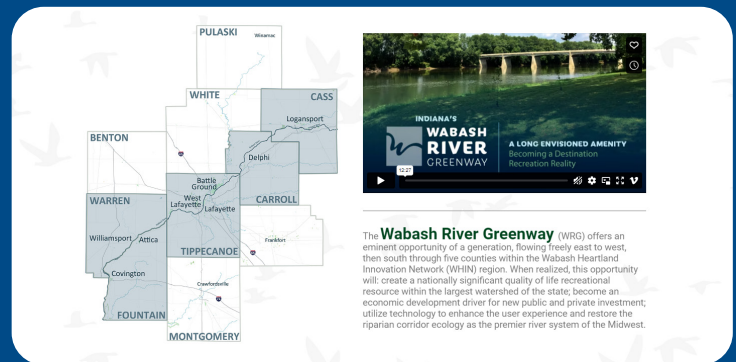 PULASKI
Winamac
WHITE
CASS
Logansport
BENTON
Delphi
Battle
Ground
West
Lafayette
Lafayette
CARROLL
WARREN
Williamsport
Attica
TIPPECANOE
Frankfort
Covington
Crawfordsville
FOUNTAIN
MONTGOMERY
INDIANA'S
WABASH
RIVER
GREENWAY
A LONG ENVISIONED AMENITY
Becoming a Destination
Recreation Reality
12:27
The Wabash River Greenway (WRG) offers an
eminent opportunity of a generation, flowing freely east to west,
then south through five counties within the Wabash Heartland
Innovation Network (WHIN) region. When realized, this opportunity
will: create a nationally significant quality of life recreational
resource within the largest watershed of the state; become an
economic development driver for new public and private investment;
utilize technology to enhance the user experience and restore the
riparian corridor ecology as the premier river system of the Midwest.